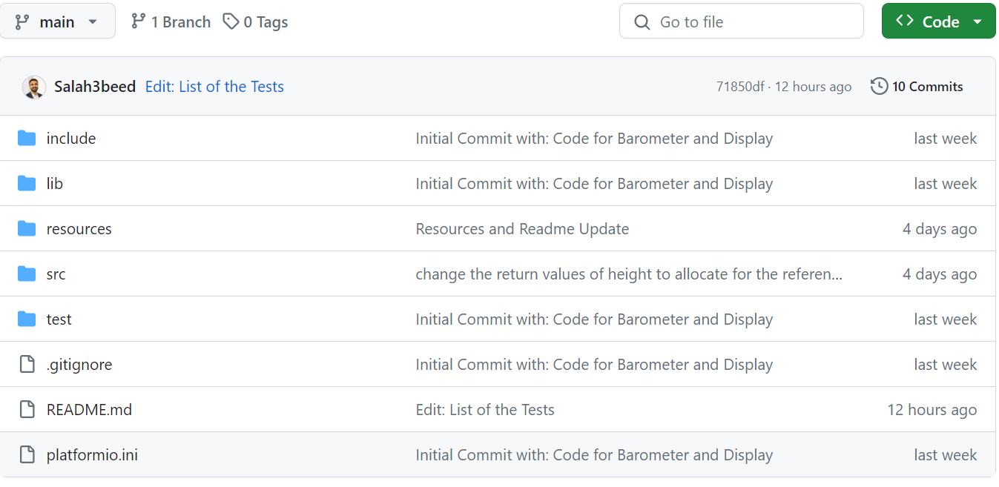 main 1 Branch 0 Tags Go to file Code
Salah3beed Edit: List of the Tests 71850df · 12 hours ago 10 Commits
include Initial Commit with: Code for Barometer and Display last week
lib Initial Commit with: Code for Barometer and Display last week
resources Resources and Readme Update 4 days ago
src change the return values of height to allocate for the referen... 4 days ago
test Initial Commit with: Code for Barometer and Display last week
.gitignore Initial Commit with: Code for Barometer and Display last week
README.md Edit: List of the Tests 12 hours ago
platformio.ini Initial Commit with: Code for Barometer and Display last week